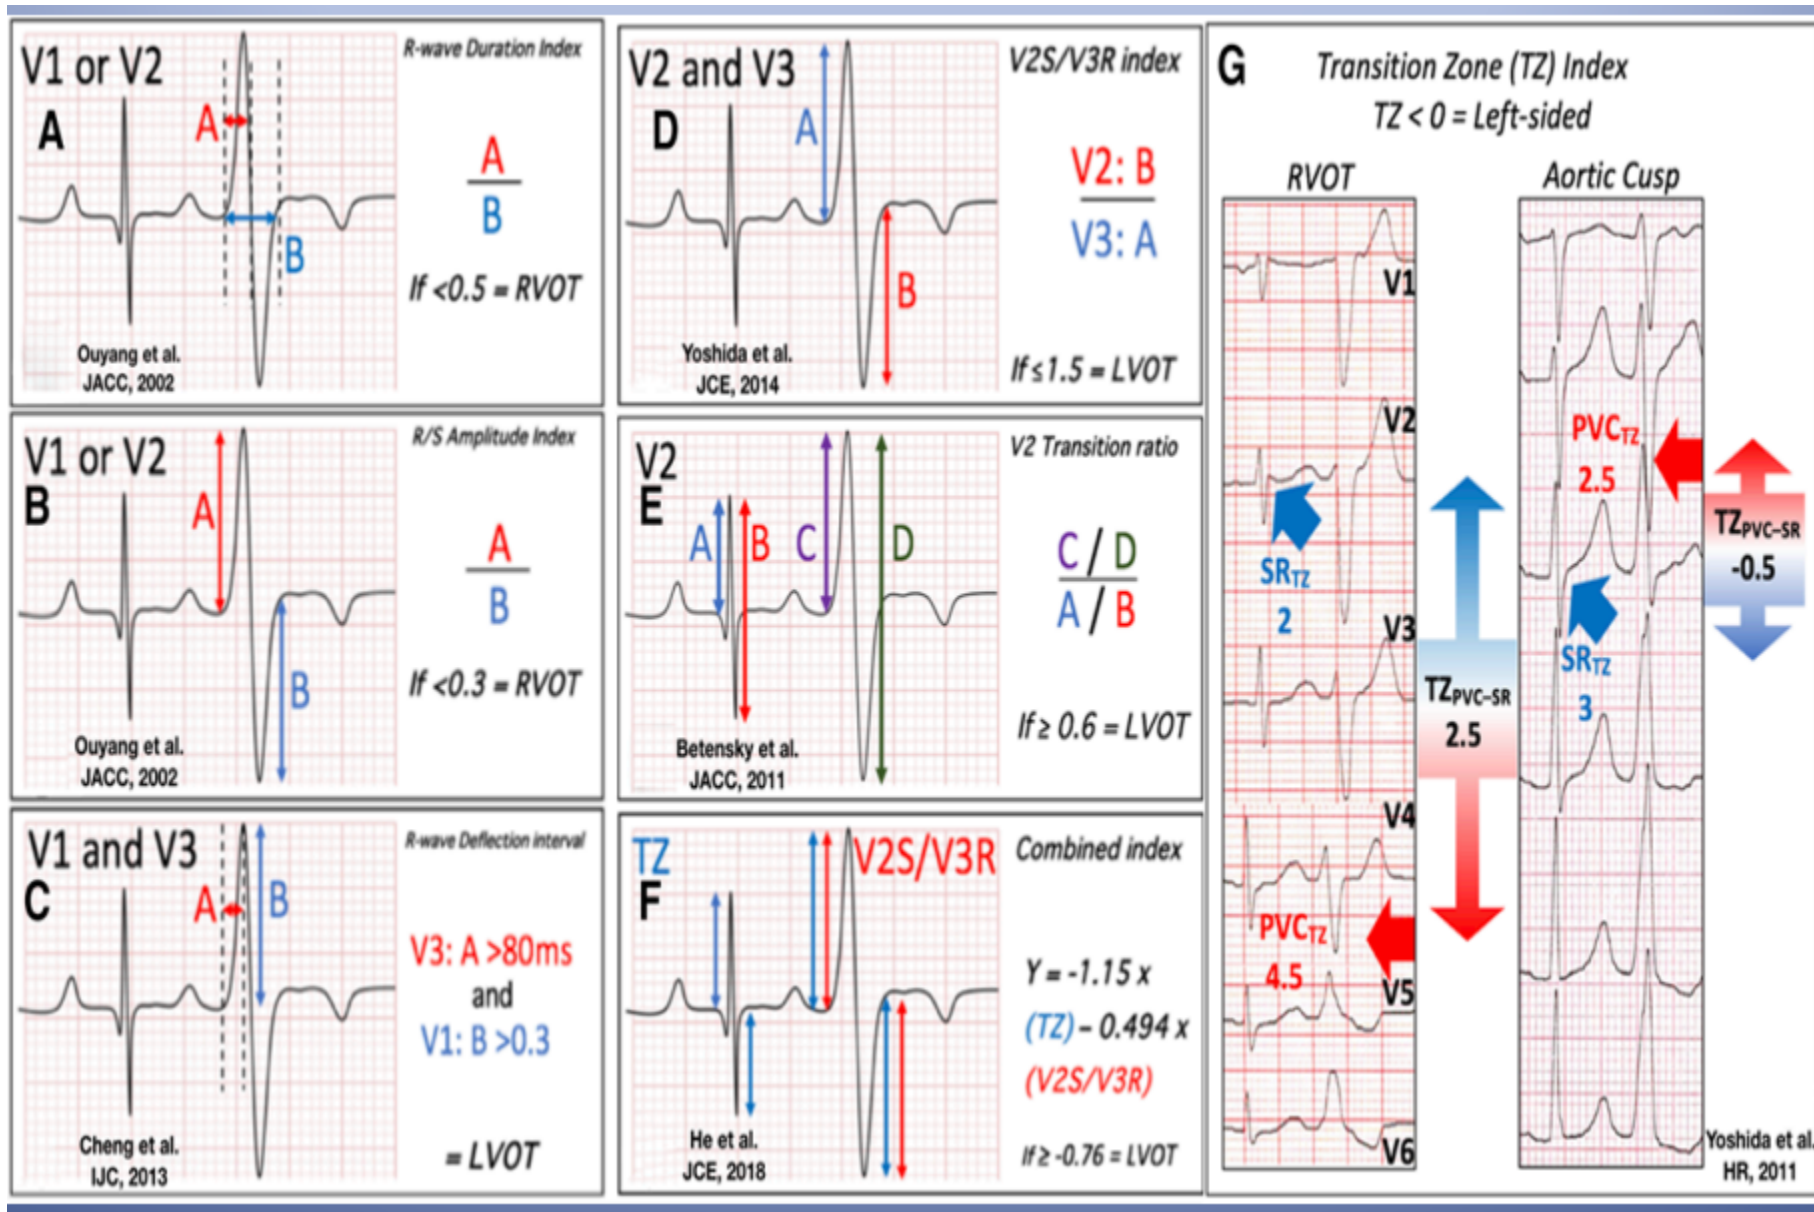 V1 or V2
R-wave Duration Index
A
A
A
B
B
If <0.5 = RVOT
Ouyang et al.
JACC, 2002
V1 or V2
R/S Amplitude Index
B
A
A
B
B
If <0.3 = RVOT
Ouyang et al.
JACC, 2002
V1 and V3
R-wave Deflection interval
C
A
B
V3: A >80ms
and
V1: B >0.3
Cheng et al.
IJC, 2013
= LVOT
V2 and V3
V2S/V3R index
D
A
V2: B
V3: A
B
Yoshida et al.
JCE, 2014
If ≤1.5 = LVOT
V2
V2 Transition ratio
E
A
B
C
D
C / D
A / B
If ≥ 0.6 = LVOT
Betensky et al.
JACC, 2011
TZ
V2S/V3R
Combined index
F
Y = -1.15 x
(TZ) – 0.494 x
(V2S/V3R)
He et al.
JCE, 2018
If ≥ -0.76 = LVOT
G
Transition Zone (TZ) Index
TZ < 0 = Left-sided
RVOT
Aortic Cusp
V1
V2
SRTZ
2
V3
TZPVC–SR
2.5
V4
PVCTZ
4.5
V5
V6
PVCTZ
2.5
TZPVC–SR
-0.5
SRTZ
3
Yoshida et al.
HR, 2011